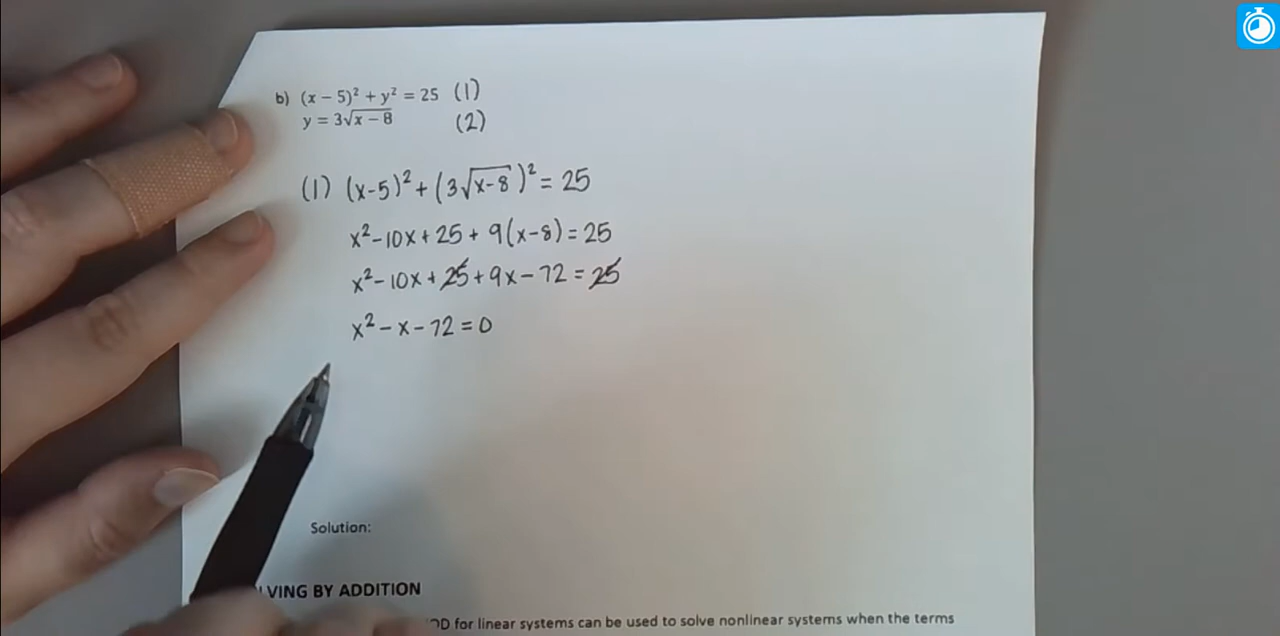 b) (x – 5)² + y² = 25 (1)
y = 3√(x – 8) (2)
(1) (x-5)² + (3√(x-8))² = 25
x² - 10x + 25 + 9(x-8) = 25
x² - 10x + 25 + 9x - 72 = 25
x² - x - 72 = 0
Solution:
VING BY ADDITION
OD for linear systems can be used to solve nonlinear systems when the terms